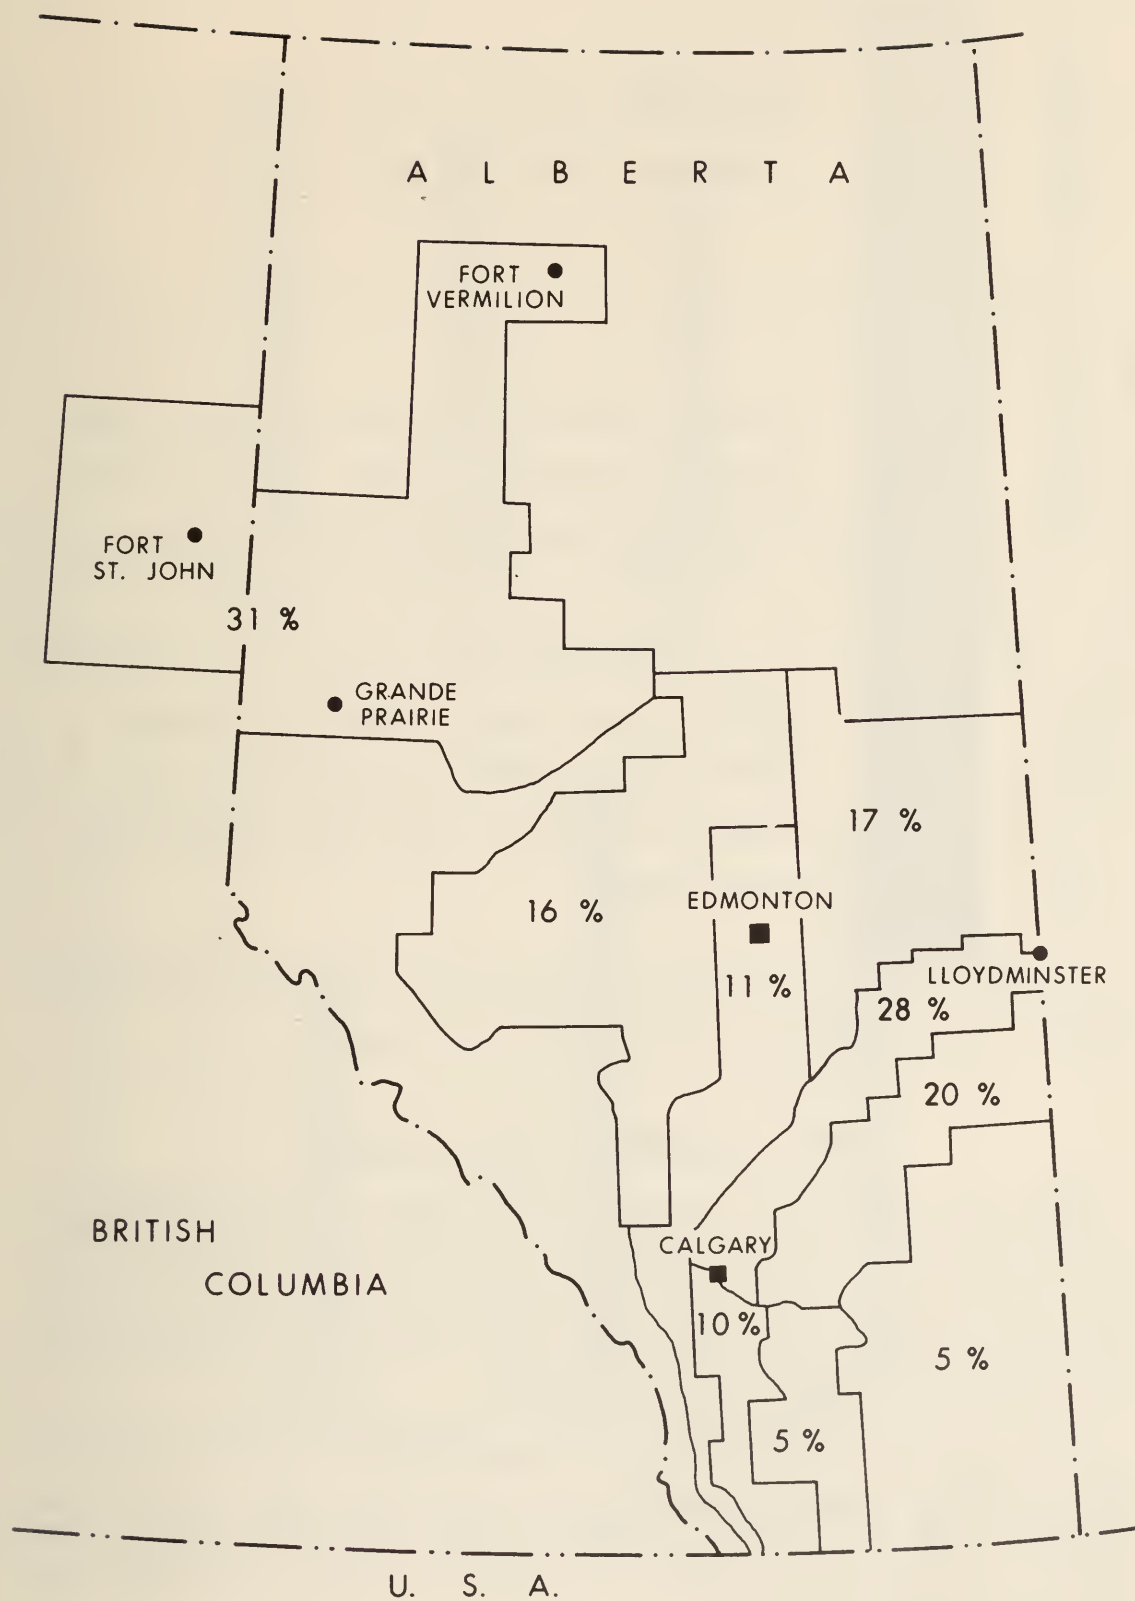 ALBERTA
FORT
VERMILION
FORT
ST. JOHN
31 %
GRANDE
PRAIRIE
17 %
EDMONTON
16 %
LLOYDMINSTER
11 %
28 %
20 %
BRITISH
COLUMBIA
CALGARY
10 %
5 %
5 %
U. S. A.